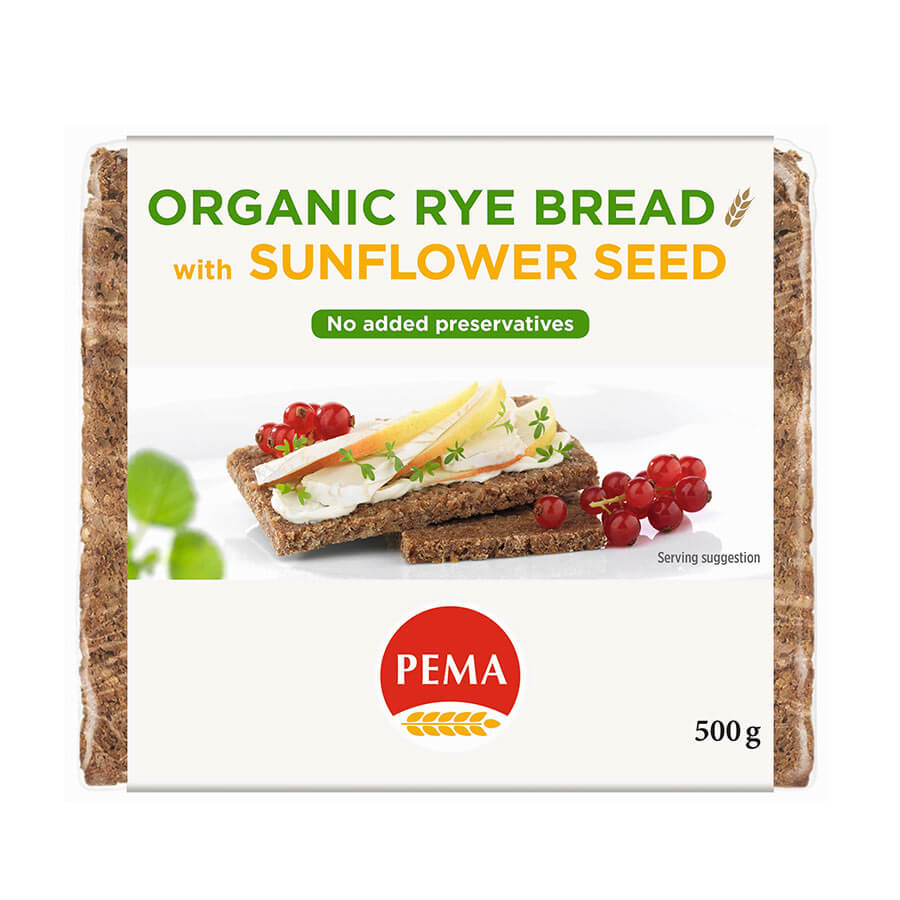 ORGANIC RYE BREAD
with SUNFLOWER SEED
No added preservatives
Serving suggestion
PEMA
500 g